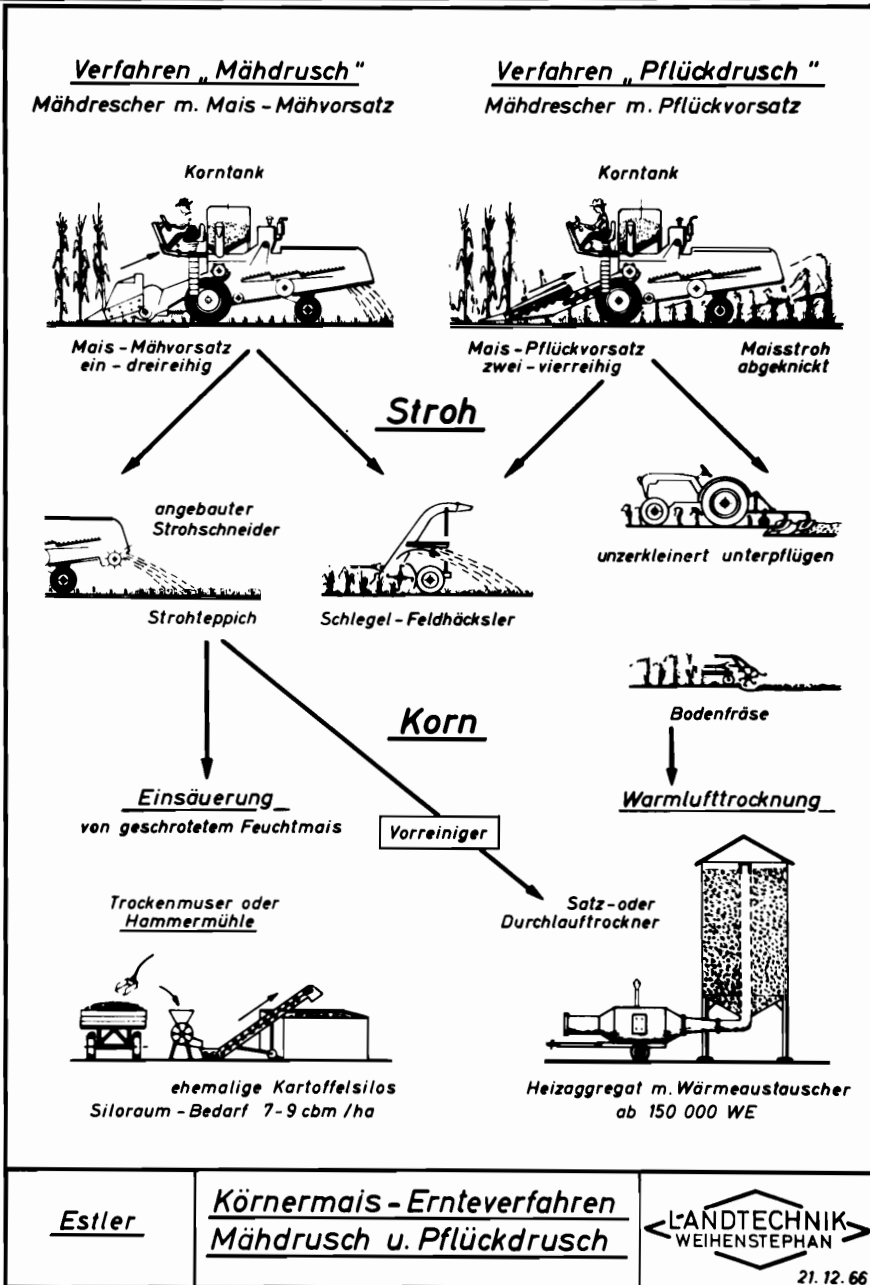 Verfahren „Mähdrusch"
Mähdrescher m. Mais-Mähvorsatz
Verfahren „Pflückdrusch"
Mähdrescher m. Pflückvorsatz
Korntank
Korntank
Mais-Mähvorsatz
ein-dreireihig
Mais-Pflückvorsatz
zwei-vierreihig
Maisstroh
abgeknickt
Stroh
angebauter
Strohschneider
Strohteppich
Schlegel-Feldhäcksler
unzerkleinert unterpflügen
Bodenfräse
Korn
Einsäuerung
von geschrotetem Feuchtmais
Vorreiniger
Warmlufttrocknung
Trockenmuser oder
Hammermühle
Satz-oder
Durchlauftrockner
ehemalige Kartoffelsilos
Siloraum-Bedarf 7-9 cbm/ha
Heizaggregat m. Wärmeaustauscher
ab 150 000 WE
Estler
Körnermais-Ernteverfahren
Mähdrusch u. Pflückdrusch
LANDTECHNIK
WEIHENSTEPHAN
21.12.66